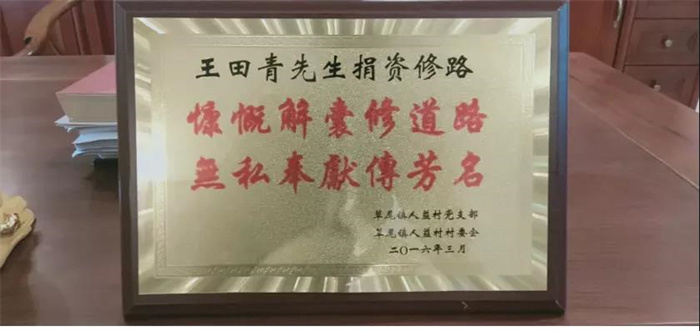 王田青先生捐资修路
慷慨解囊修道路
無私奉獻傳芳名
草尾镇人益村党支部
草尾镇人益村村委会
二〇一六年三月